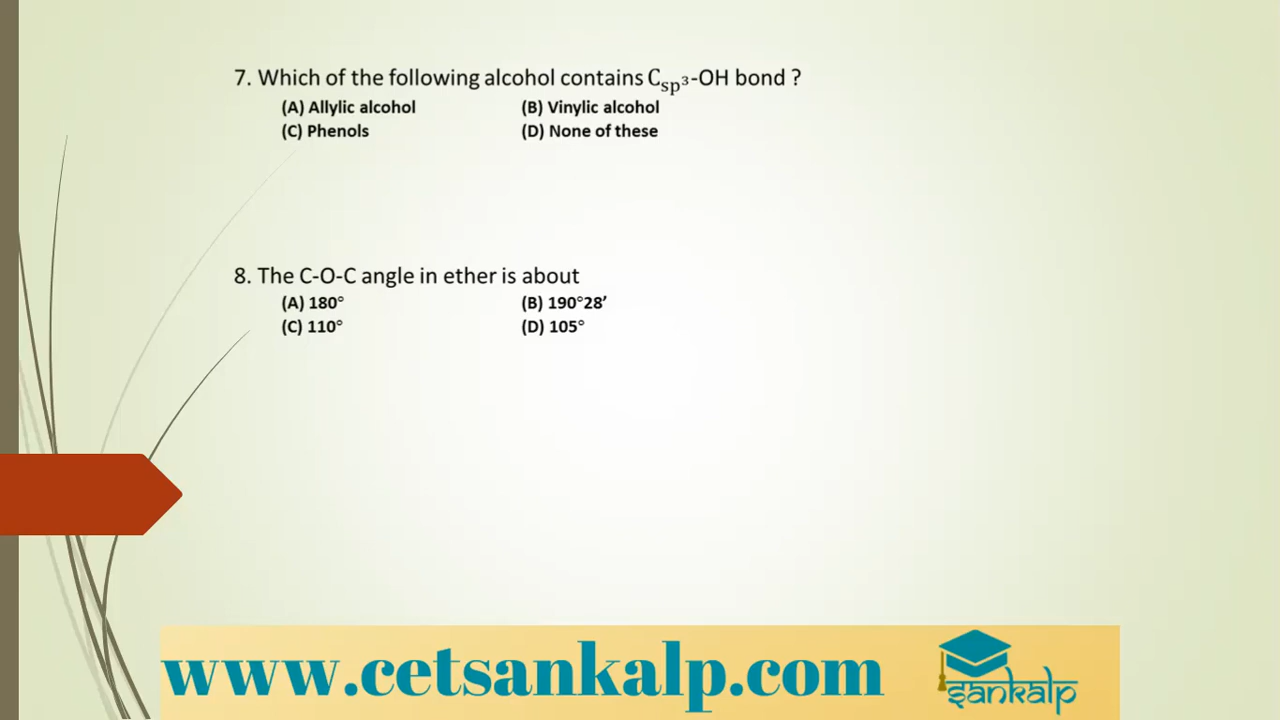 7. Which of the following alcohol contains Csp³-OH bond ?
(A) Allylic alcohol (B) Vinylic alcohol
(C) Phenols (D) None of these
8. The C-O-C angle in ether is about
(A) 180° (B) 190°28′
(C) 110° (D) 105°
www.cetsankalp.com
sankalp